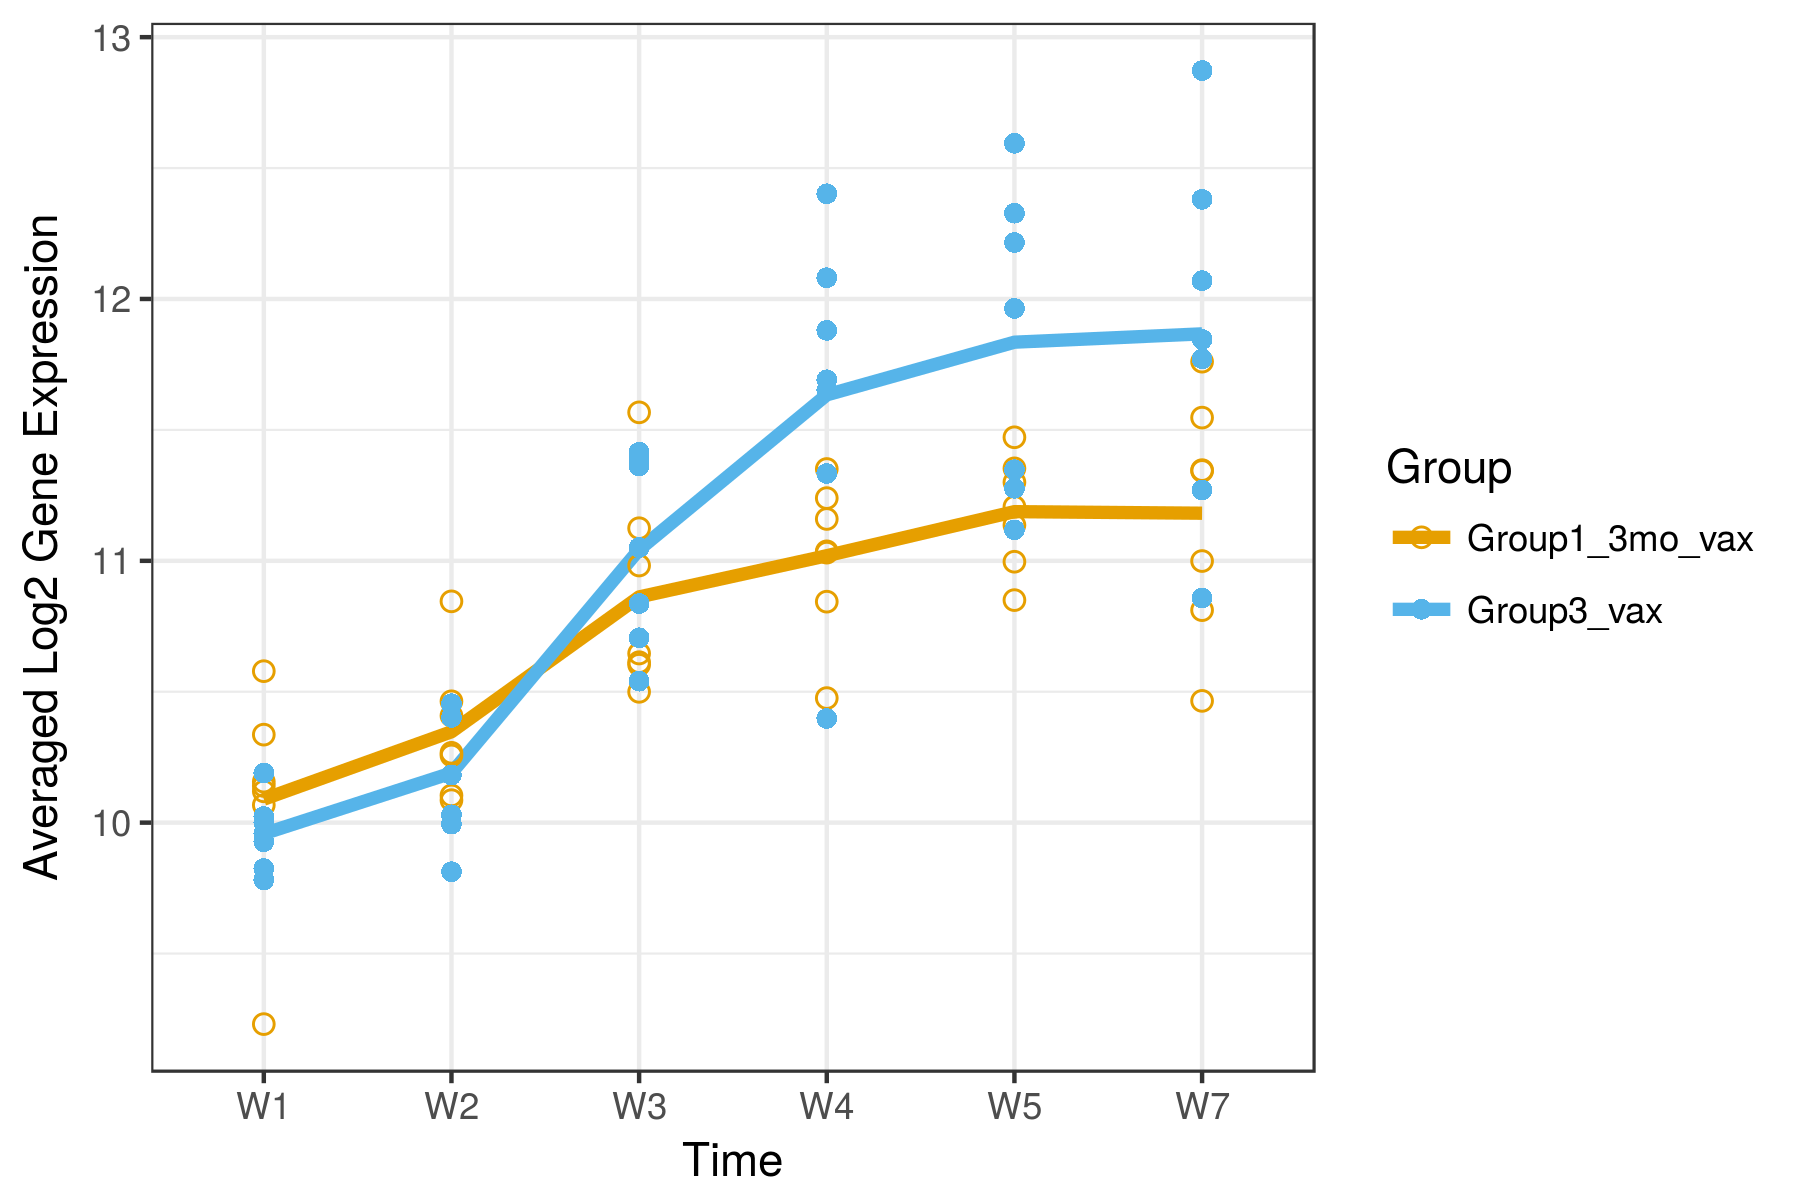 Averaged Log2 Gene Expression
13
12
11
10
W1 W2 W3 W4 W5 W7
Time
Group
Group1_3mo_vax
Group3_vax